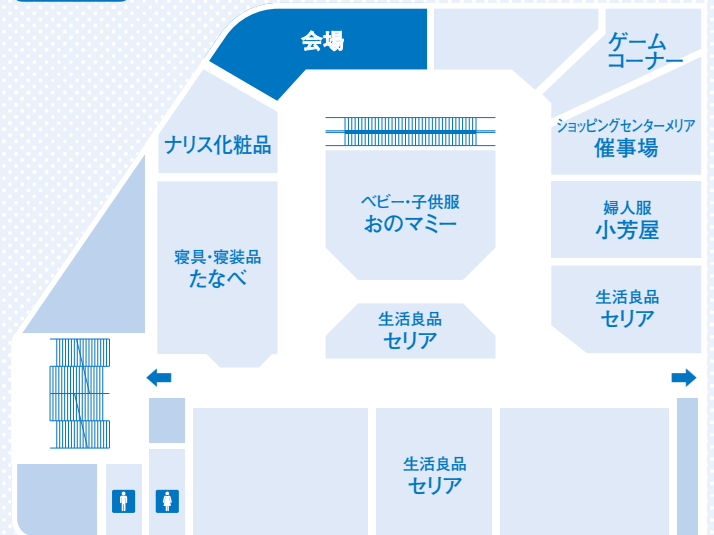 会場
ゲーム
コーナー
ショッピングセンターメリア
催事場
ナリス化粧品
ベビー・子供服
おのマミー
婦人服
小芳屋
寝具・寝装品
たなべ
生活良品
セリア
生活良品
セリア
生活良品
セリア